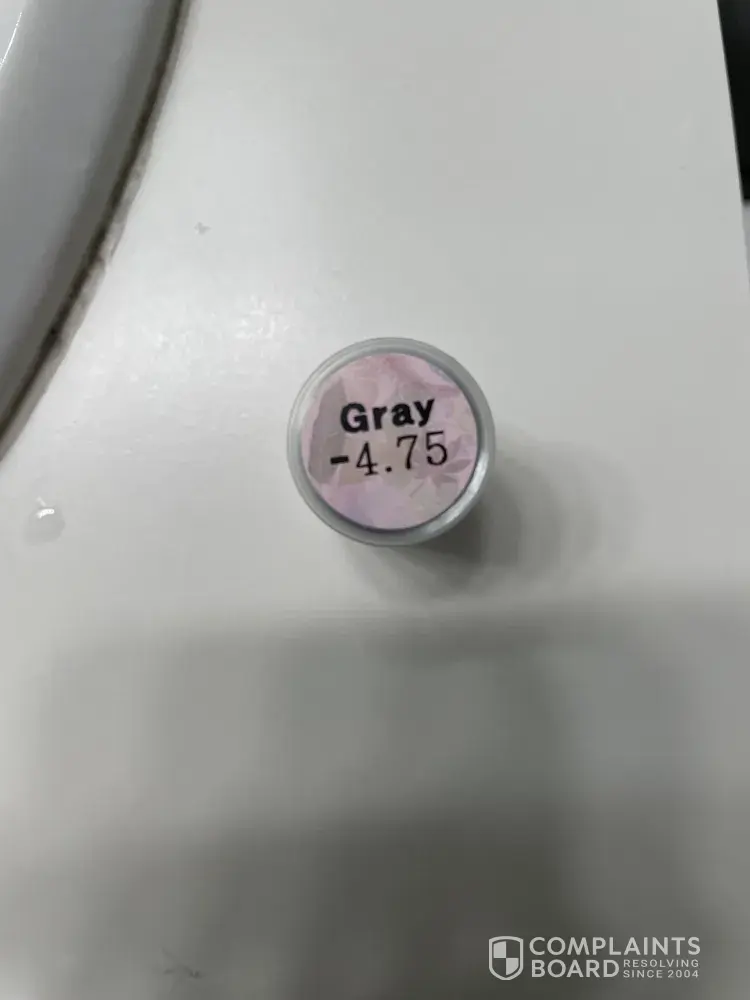 Gray
-4.75
COMPLAINTS
BOARD RESOLVING
SINCE 2004